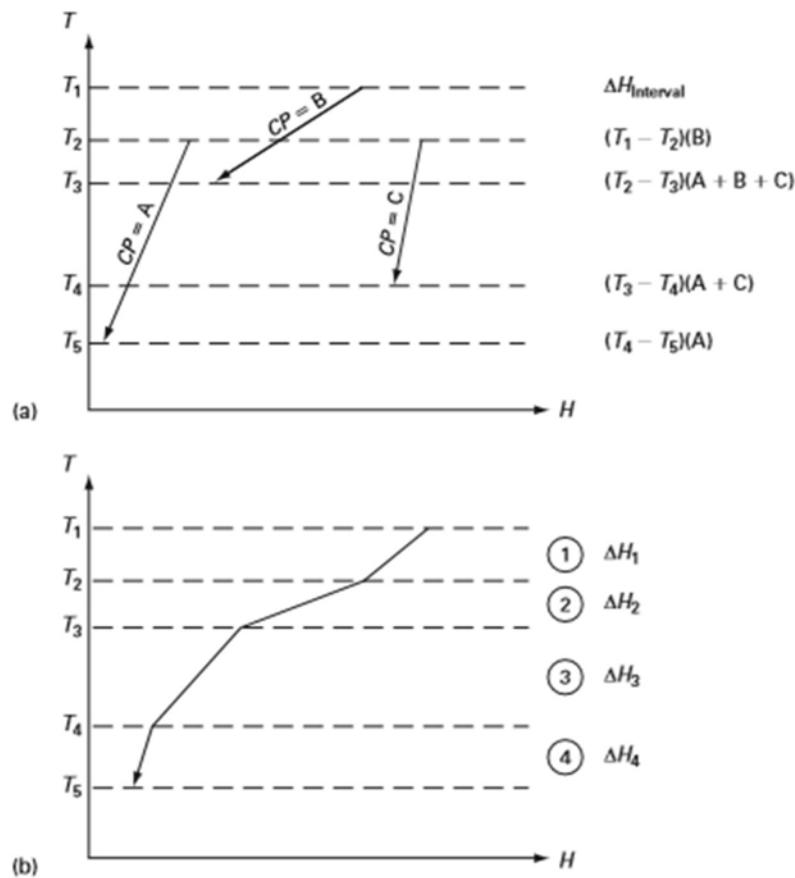 T
T1 ΔHInterval
CP = B
T2 (T1 – T2)(B)
T3 (T2 – T3)(A + B + C)
CP = A
CP = C
T4 (T3 – T4)(A + C)
T5 (T4 – T5)(A)
(a) H
T
T1
1 ΔH1
T2
2 ΔH2
T3
3 ΔH3
T4
4 ΔH4
T5
(b) H